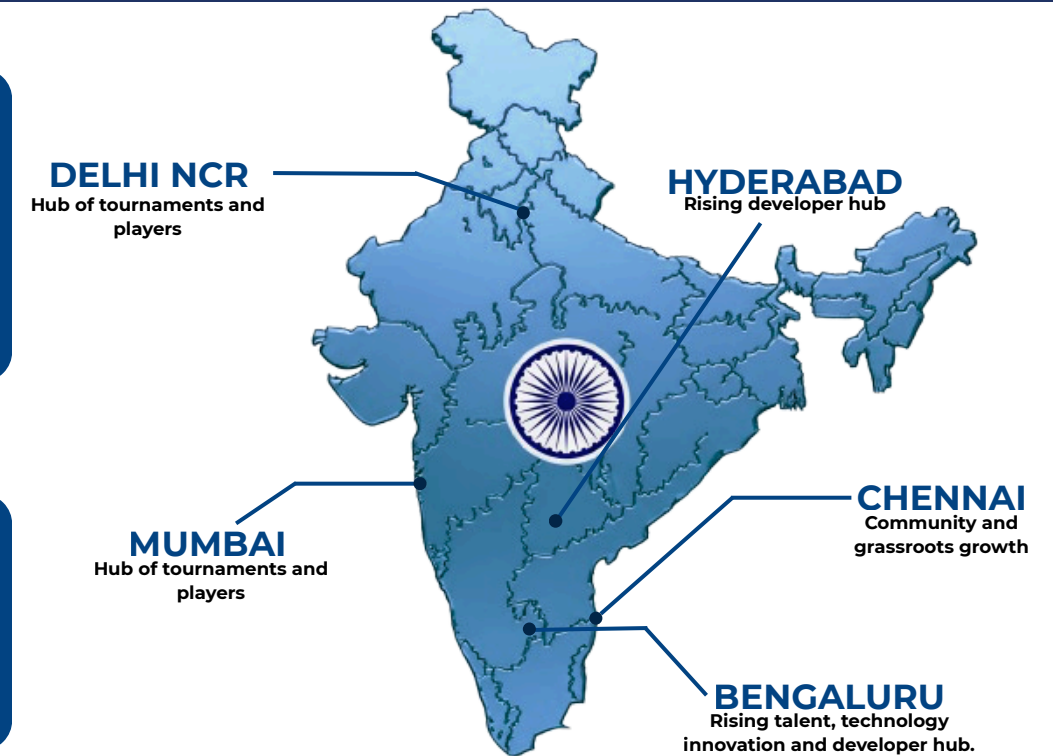 DELHI NCR
Hub of tournaments and
players
HYDERABAD
Rising developer hub
MUMBAI
Hub of tournaments and
players
CHENNAI
Community and
grassroots growth
BENGALURU
Rising talent, technology
innovation and developer hub.